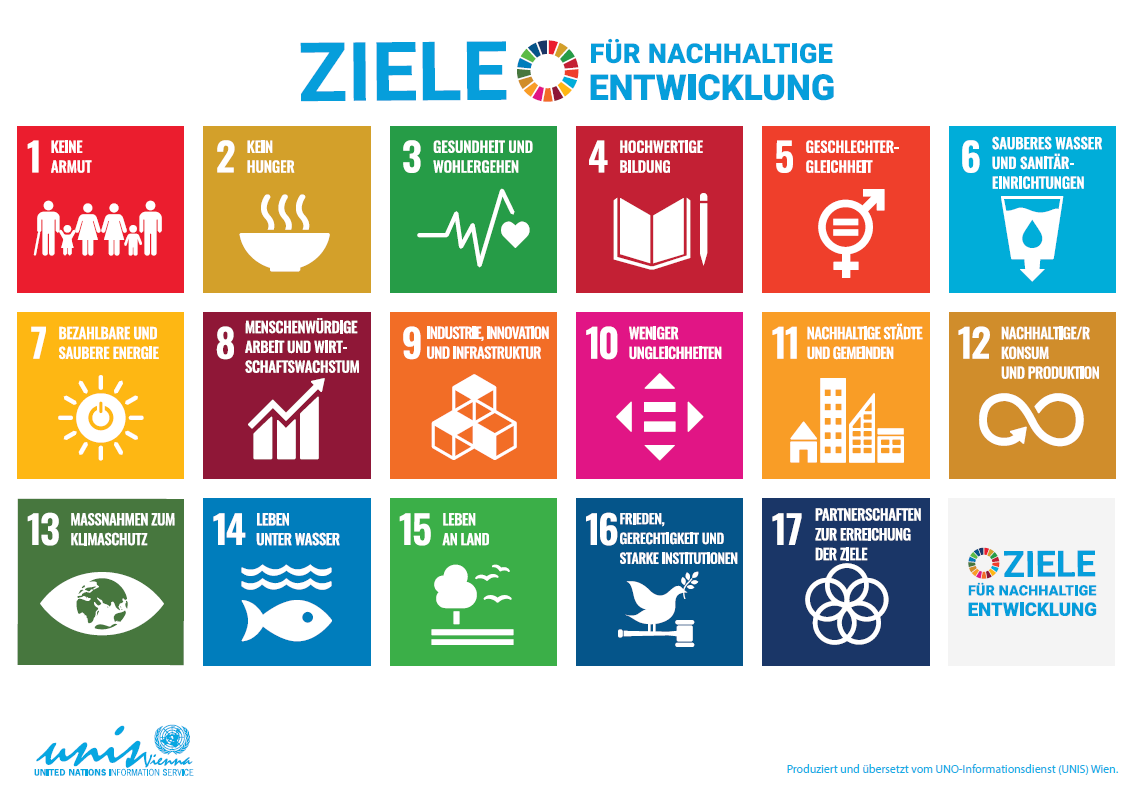 ZIELE
FÜR NACHHALTIGE
ENTWICKLUNG
1 KEINE
ARMUT
2 KEIN
HUNGER
3 GESUNDHEIT UND
WOHLERGEHEN
4 HOCHWERTIGE
BILDUNG
5 GESCHLECHTER-
GLEICHHEIT
6 SAUBERES WASSER
UND SANITÄR-
EINRICHTUNGEN
7 BEZAHLBARE UND
SAUBERE ENERGIE
8 MENSCHENWÜRDIGE
ARBEIT UND WIRT-
SCHAFTSWACHSTUM
9 INDUSTRIE, INNOVATION
UND INFRASTRUKTUR
10 WENIGER
UNGLEICHHEITEN
11 NACHHALTIGE STÄDTE
UND GEMEINDEN
12 NACHHALTIGE/R
KONSUM
UND PRODUKTION
13 MASSNAHMEN ZUM
KLIMASCHUTZ
14 LEBEN
UNTER WASSER
15 LEBEN
AN LAND
16 FRIEDEN,
GERECHTIGKEIT UND
STARKE INSTITUTIONEN
17 PARTNERSCHAFTEN
ZUR ERREICHUNG
DER ZIELE
ZIELE
FÜR NACHHALTIGE
ENTWICKLUNG
unis
Vienna
UNITED NATIONS INFORMATION SERVICE
Produziert und übersetzt vom UNO-Informationsdienst (UNIS) Wien.